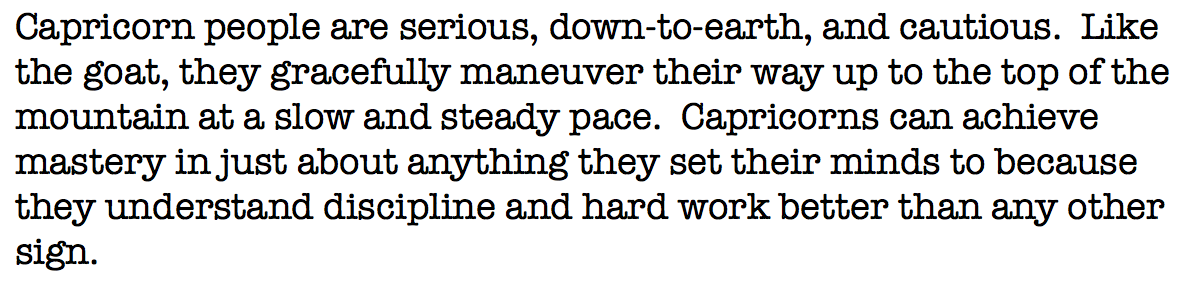 Capricorn people are serious, down-to-earth, and cautious.  Like
the goat, they gracefully maneuver their way up to the top of the
mountain at a slow and steady pace.  Capricorns can achieve
mastery in just about anything they set their minds to because
they understand discipline and hard work better than any other
sign.